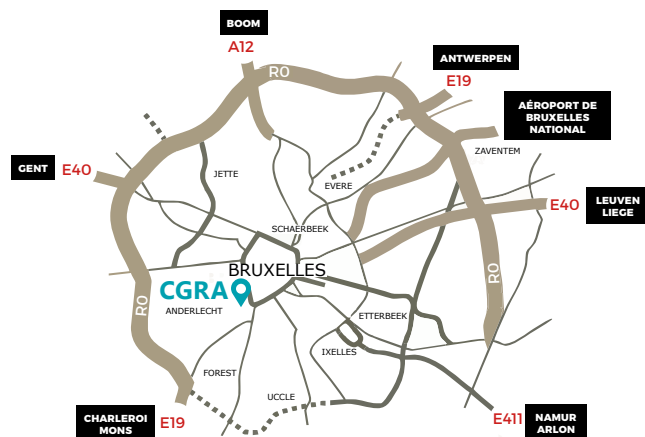 BOOM
A12
R0
ANTWERPEN
E19
AÉROPORT DE
BRUXELLES
NATIONAL
ZAVENTEM
GENT
E40
JETTE
EVERE
LEUVEN
LIEGE
E40
SCHAERBEEK
BRUXELLES
CGRA
ANDERLECHT
R0
R0
ETTERBEEK
IXELLES
FOREST
UCCLE
CHARLEROI
MONS
E19
E411
NAMUR
ARLON